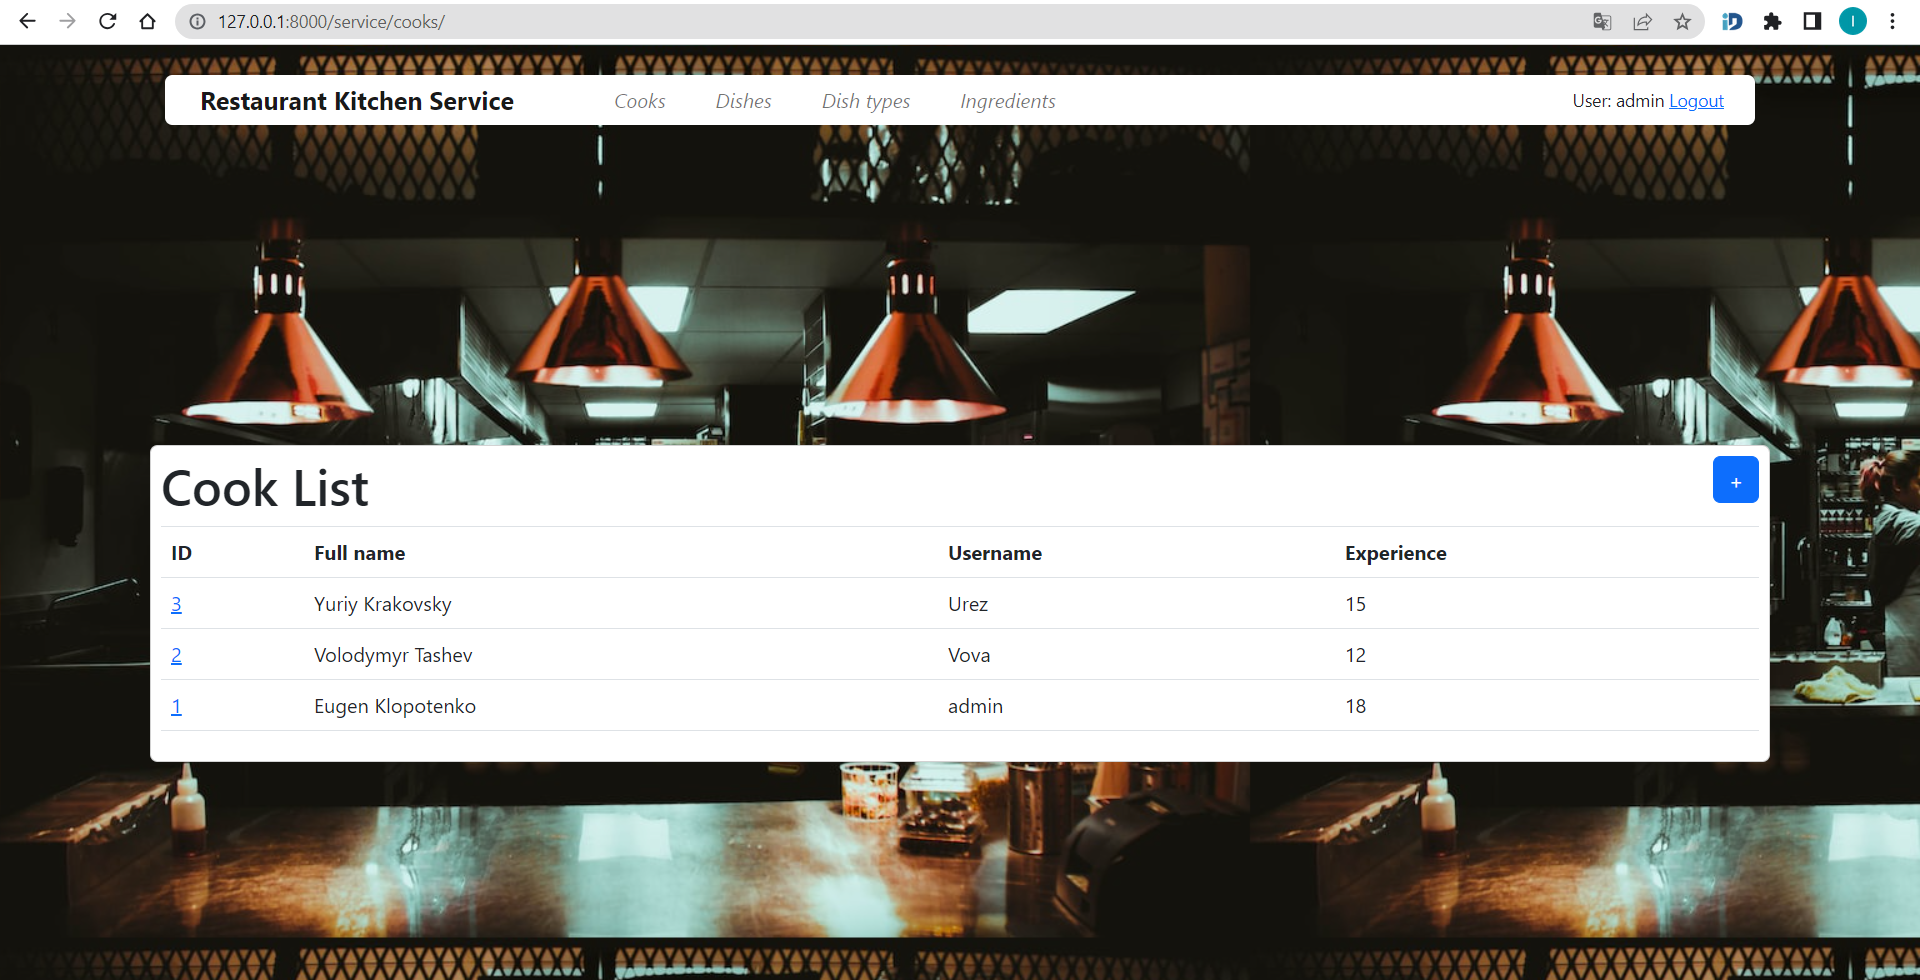 127.0.0.1:8000/service/cooks/
I
Restaurant Kitchen Service Cooks Dishes Dish types Ingredients User: admin Logout
Cook List +
ID Full name Username Experience
3 Yuriy Krakovsky Urez 15
2 Volodymyr Tashev Vova 12
1 Eugen Klopotenko admin 18